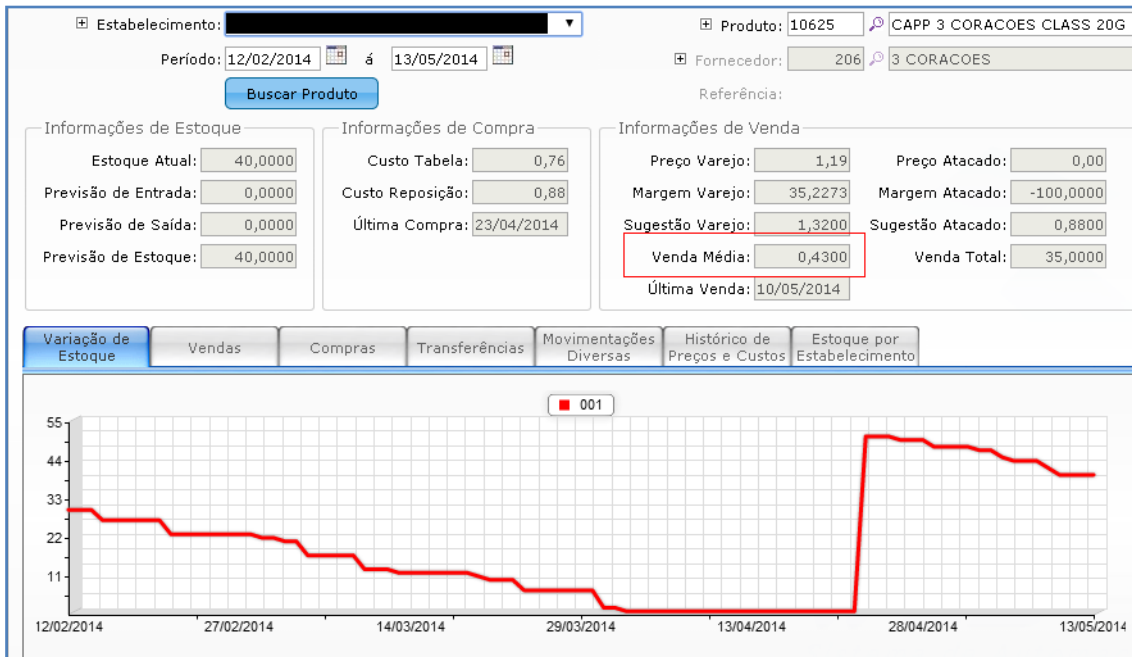 Estabelecimento: Produto: 10625 CAPP 3 CORACOES CLASS 20G
Período: 12/02/2014 á 13/05/2014 Fornecedor: 206 3 CORACOES
Buscar Produto Referência:
Informações de Estoque Informações de Compra Informações de Venda
Estoque Atual: 40,0000 Custo Tabela: 0,76 Preço Varejo: 1,19 Preço Atacado: 0,00
Previsão de Entrada: 0,0000 Custo Reposição: 0,88 Margem Varejo: 35,2273 Margem Atacado: -100,0000
Previsão de Saída: 0,0000 Última Compra: 23/04/2014 Sugestão Varejo: 1,3200 Sugestão Atacado: 0,8800
Previsão de Estoque: 40,0000 Venda Média: 0,4300 Venda Total: 35,0000
Última Venda: 10/05/2014
Variação de Estoque Vendas Compras Transferências Movimentações Diversas Histórico de Preços e Custos Estoque por Estabelecimento
001
55
44
33
22
11
12/02/2014 27/02/2014 14/03/2014 29/03/2014 13/04/2014 28/04/2014 13/05/2014